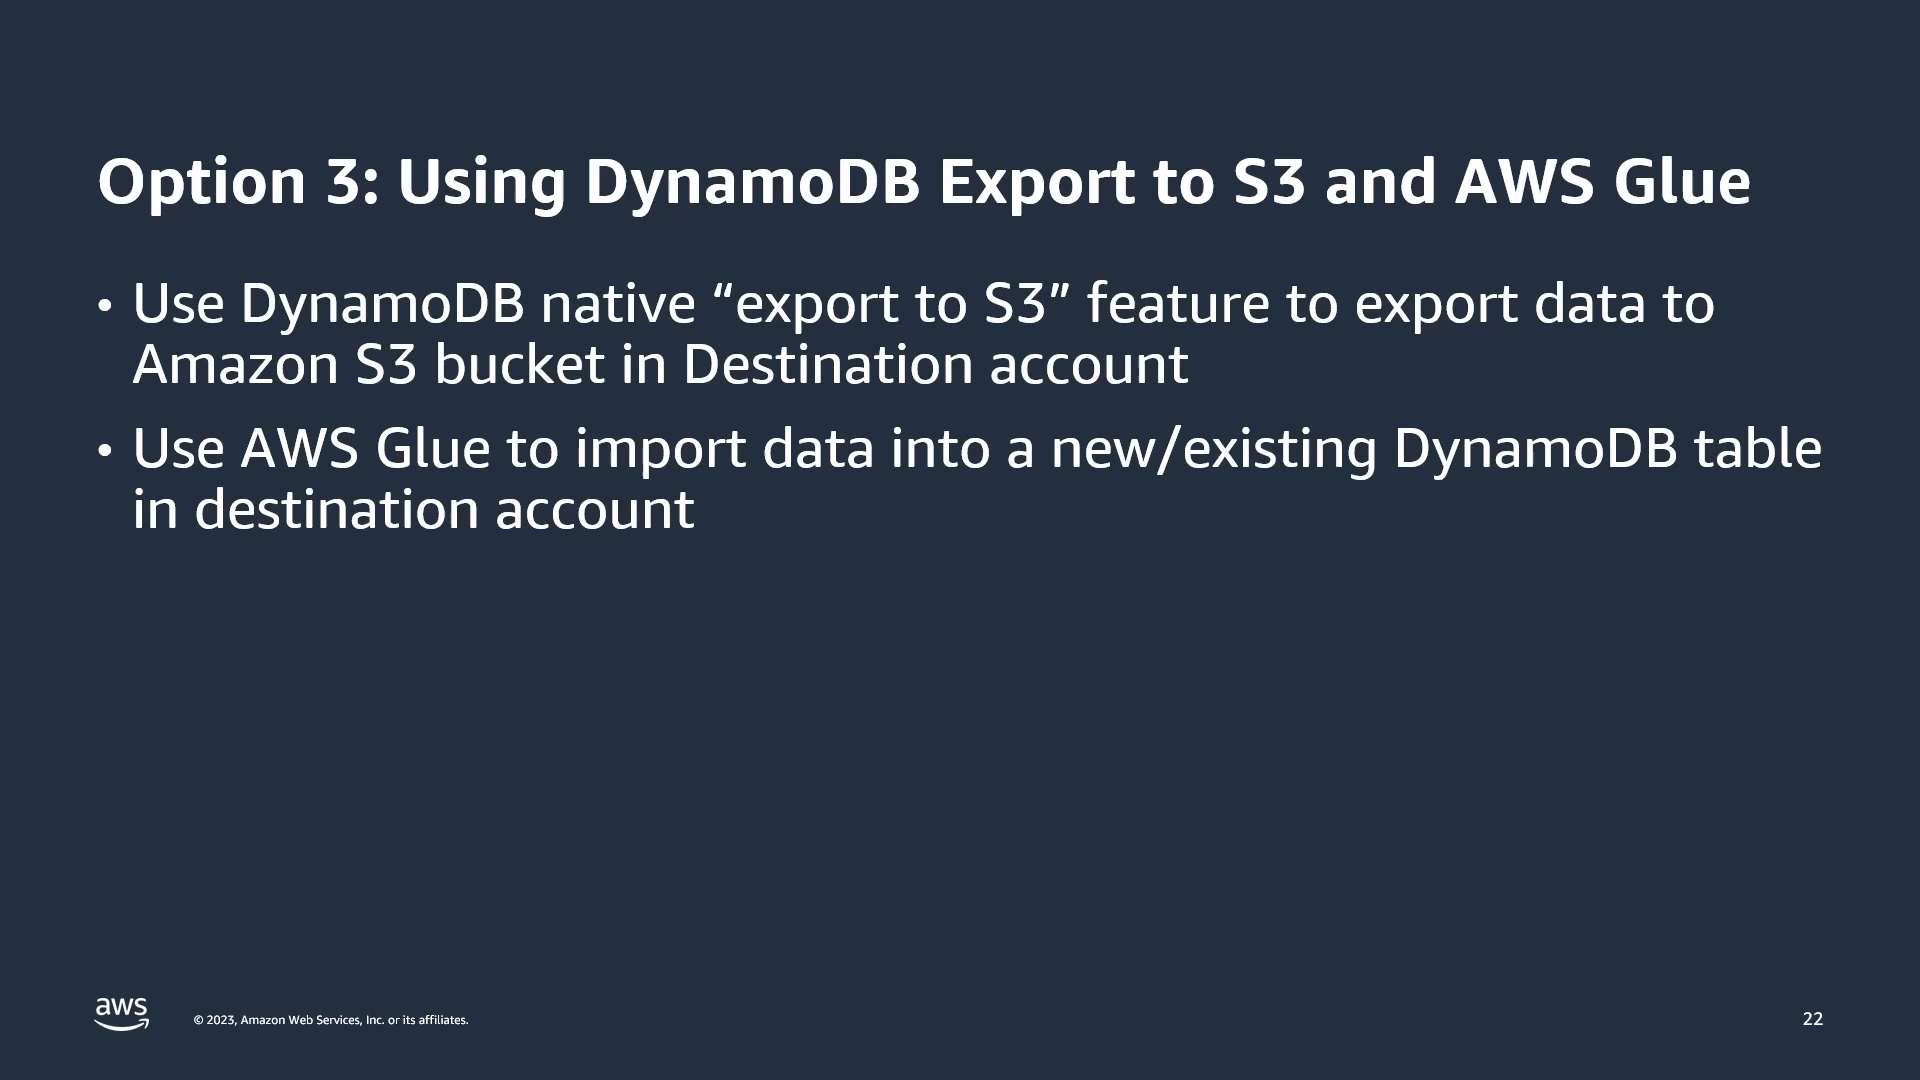 Option 3: Using DynamoDB Export to S3 and AWS Glue
• Use DynamoDB native “export to S3” feature to export data to
Amazon S3 bucket in Destination account
• Use AWS Glue to import data into a new/existing DynamoDB table
in destination account
aws
© 2023, Amazon Web Services, Inc. or its affiliates.
22